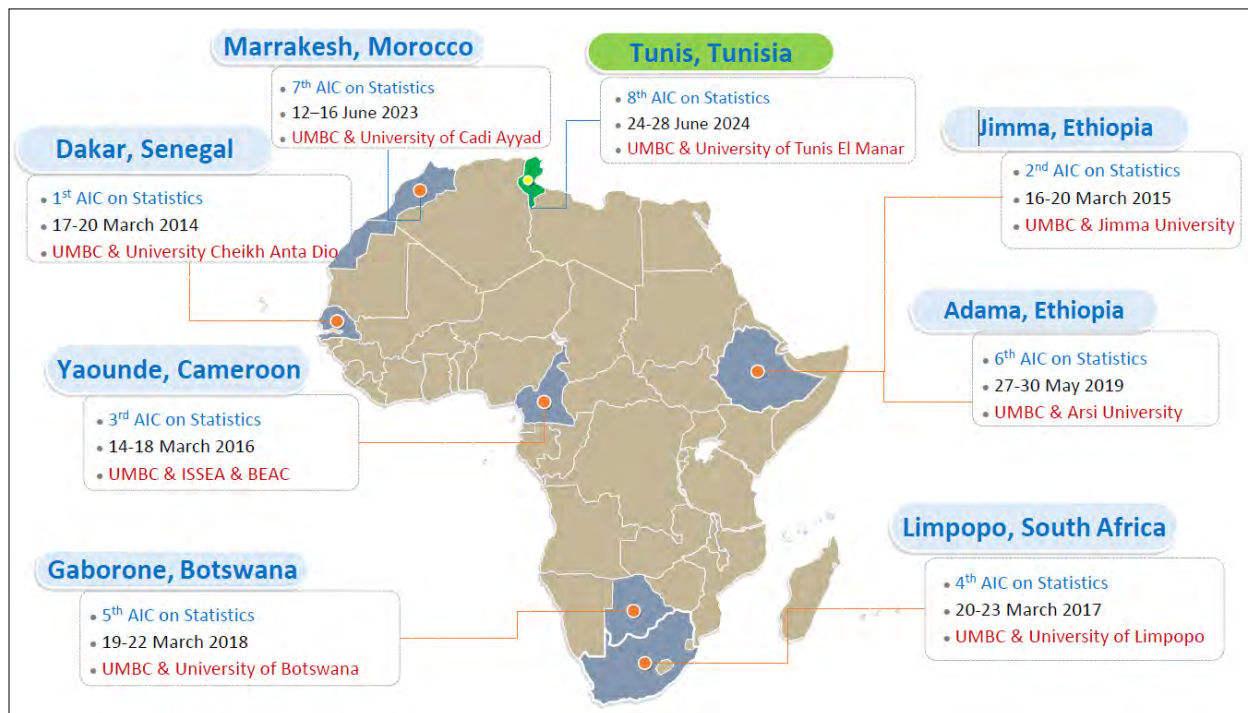 Marrakesh, Morocco
7th AIC on Statistics
12–16 June 2023
UMBC & University of Cadi Ayyad
Tunis, Tunisia
8th AIC on Statistics
24-28 June 2024
UMBC & University of Tunis El Manar
Dakar, Senegal
1st AIC on Statistics
17-20 March 2014
UMBC & University Cheikh Anta Dio
Jimma, Ethiopia
2nd AIC on Statistics
16-20 March 2015
UMBC & Jimma University
Adama, Ethiopia
6th AIC on Statistics
27-30 May 2019
UMBC & Arsi University
Yaounde, Cameroon
3rd AIC on Statistics
14-18 March 2016
UMBC & ISSEA & BEAC
Limpopo, South Africa
4th AIC on Statistics
20-23 March 2017
UMBC & University of Limpopo
Gaborone, Botswana
5th AIC on Statistics
19-22 March 2018
UMBC & University of Botswana